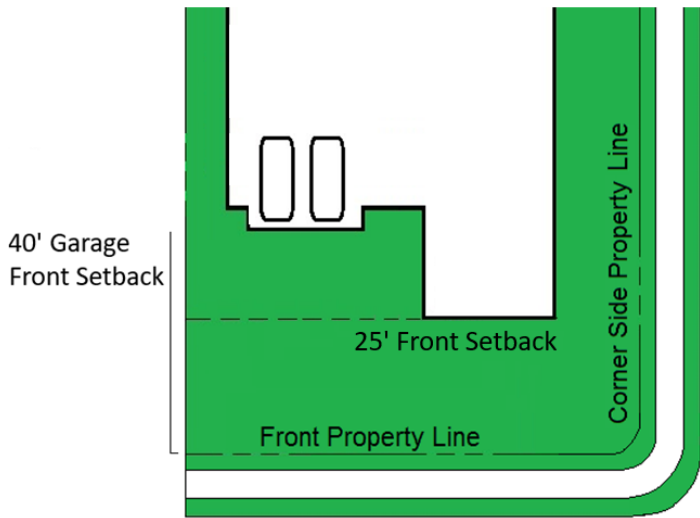 40' Garage
Front Setback
25' Front Setback
Front Property Line
Corner Side Property Line